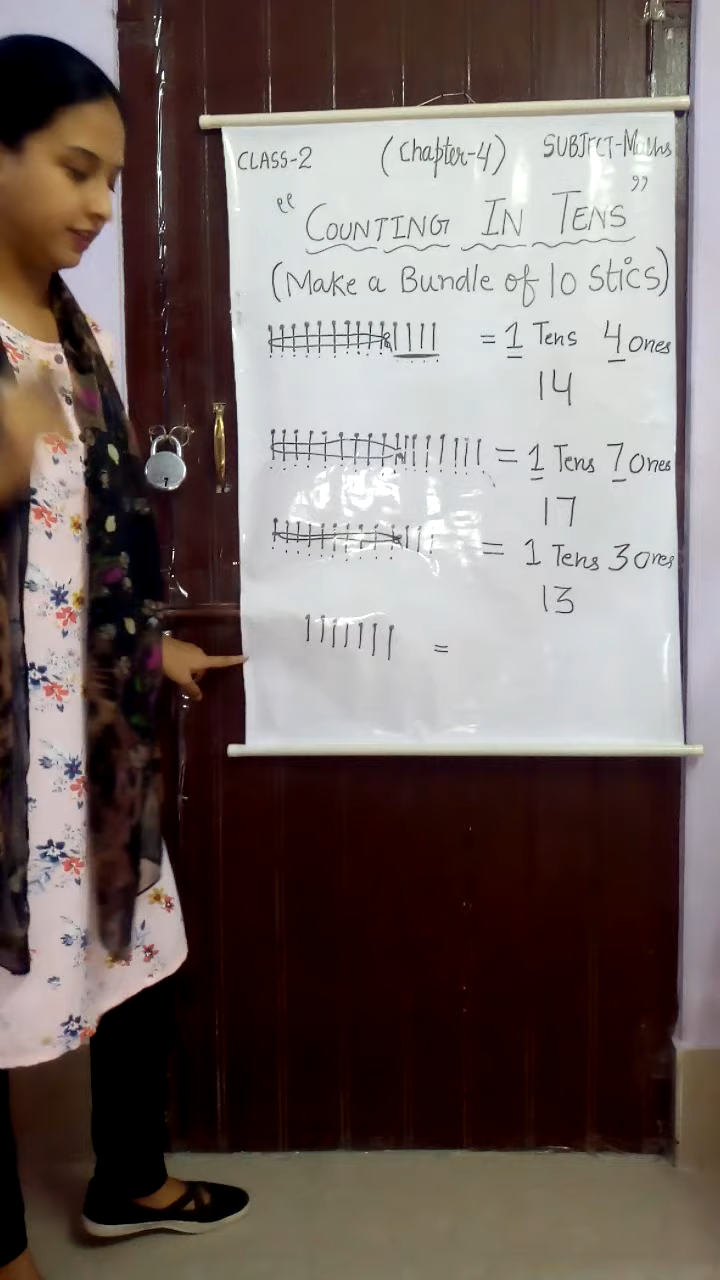 CLASS-2 (Chapter-4) SUBJECT-Maths
"COUNTING IN TENS"
(Make a Bundle of 10 Stics)
= 1 Tens 4 Ones
14
= 1 Tens 7 Ones
17
= 1 Tens 3 Ones
13
=